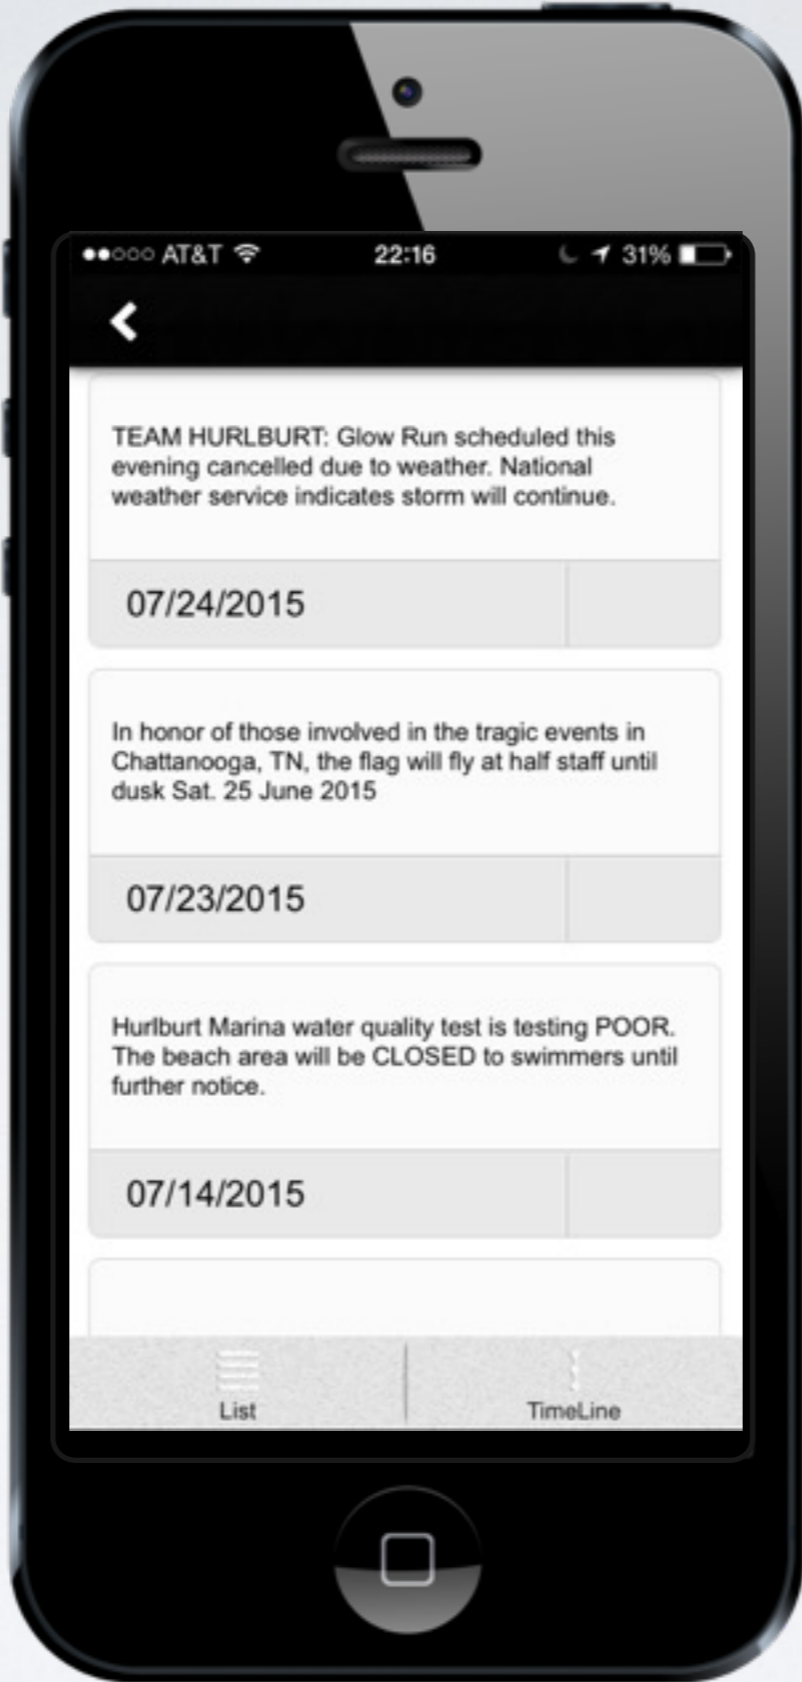 AT&T 22:16 31%
TEAM HURLBURT: Glow Run scheduled this
evening cancelled due to weather. National
weather service indicates storm will continue.
07/24/2015
In honor of those involved in the tragic events in
Chattanooga, TN, the flag will fly at half staff until
dusk Sat. 25 June 2015
07/23/2015
Hurlburt Marina water quality test is testing POOR.
The beach area will be CLOSED to swimmers until
further notice.
07/14/2015
List TimeLine